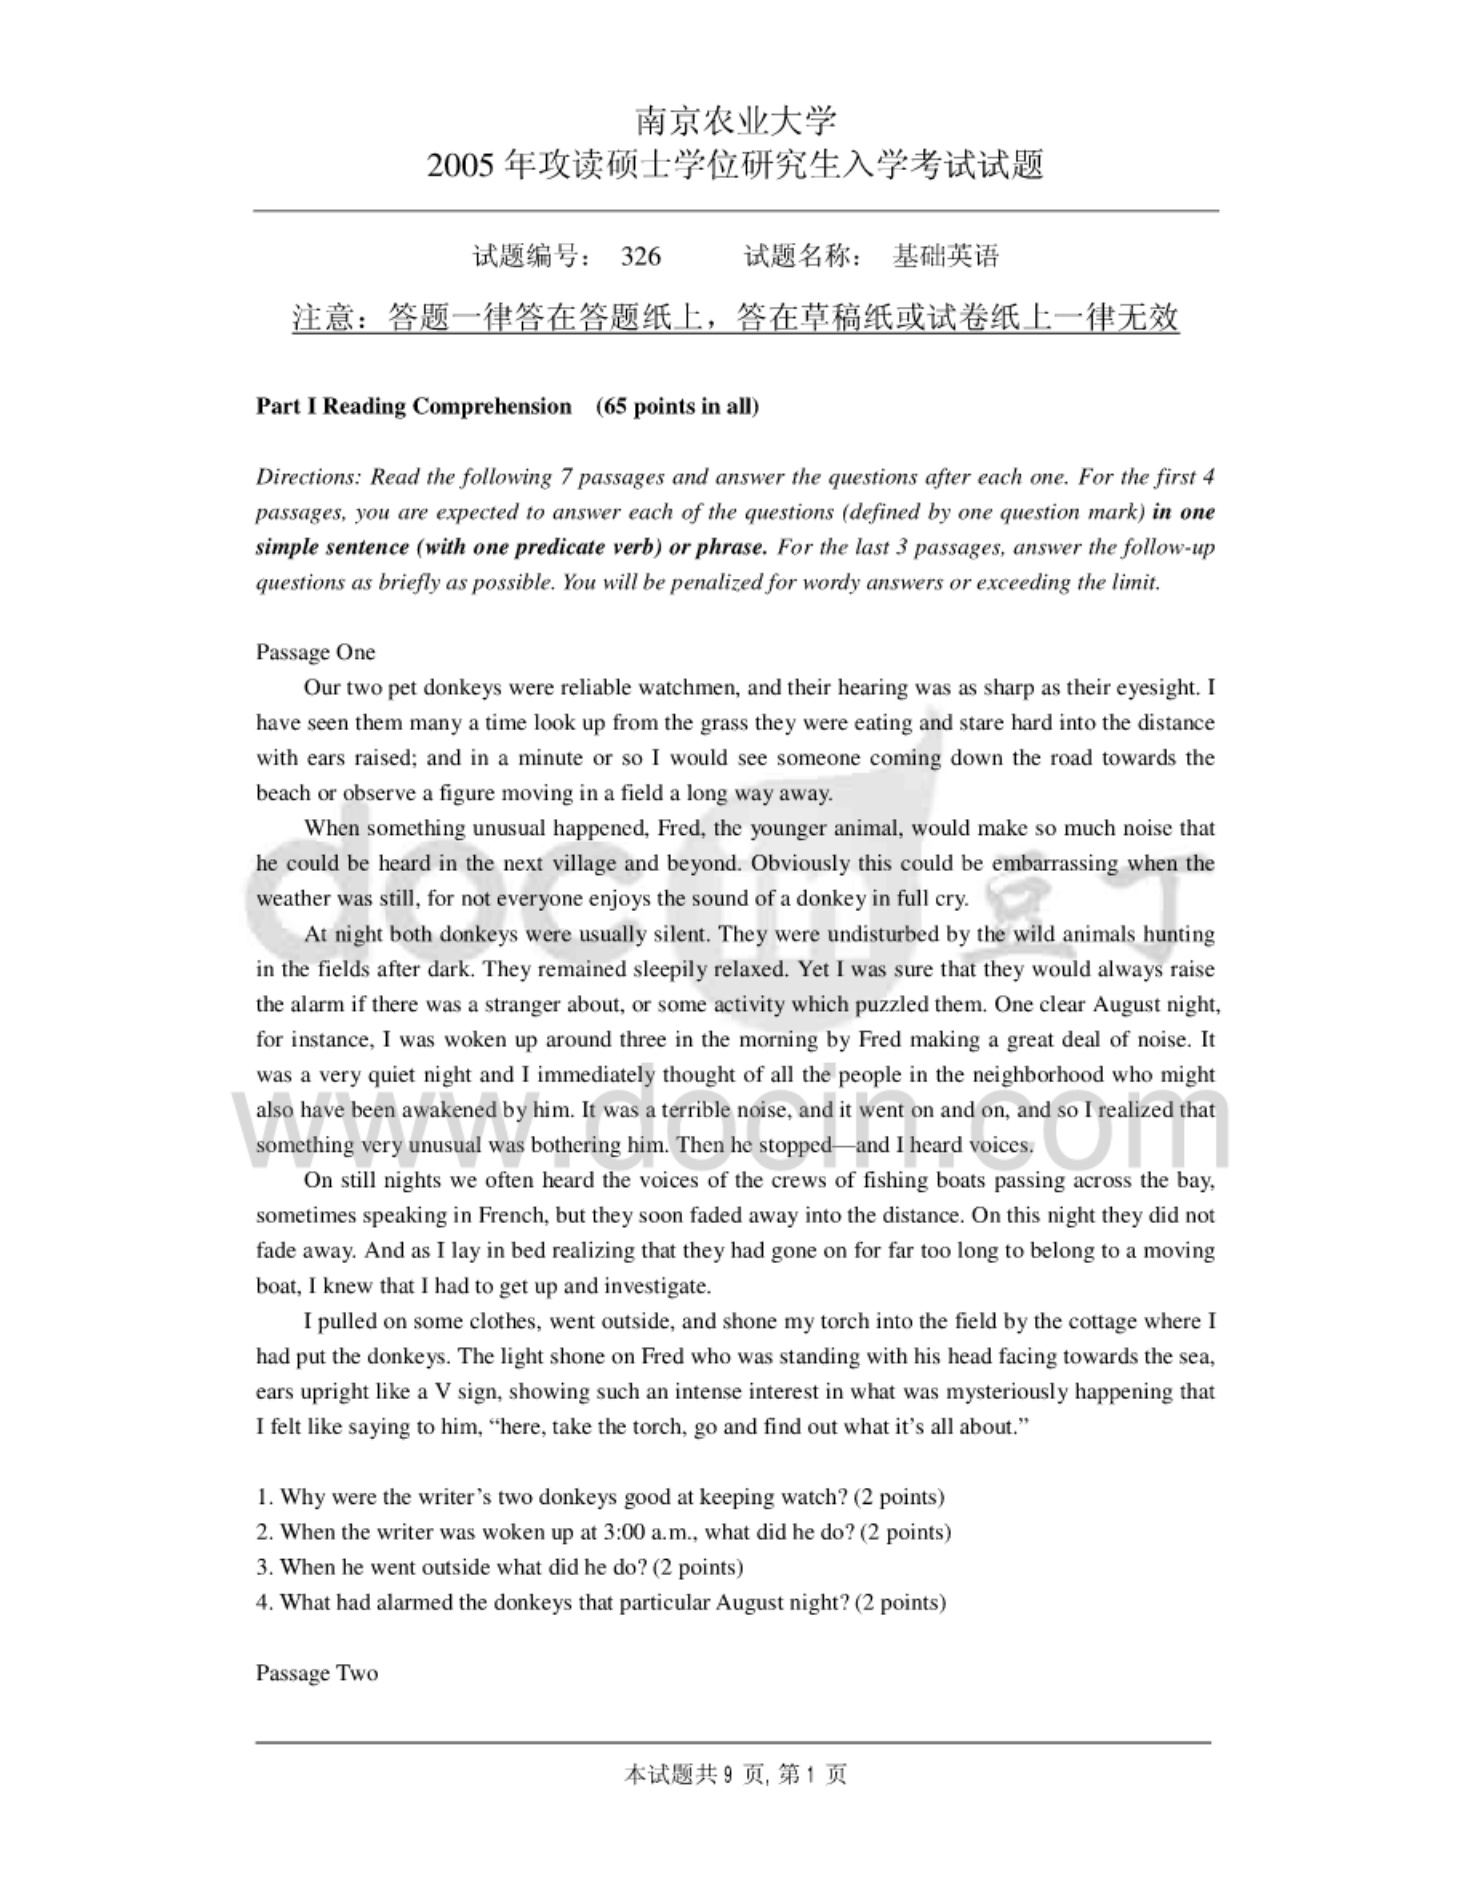 南京农业大学
2005 年攻读硕士学位研究生入学考试试题
试题编号： 326 试题名称： 基础英语
注意：答题一律答在答题纸上，答在草稿纸或试卷纸上一律无效
Part I Reading Comprehension (65 points in all)
Directions: Read the following 7 passages and answer the questions after each one. For the first 4
passages, you are expected to answer each of the questions (defined by one question mark) in one
simple sentence (with one predicate verb) or phrase. For the last 3 passages, answer the follow-up
questions as briefly as possible. You will be penalized for wordy answers or exceeding the limit.
Passage One
Our two pet donkeys were reliable watchmen, and their hearing was as sharp as their eyesight. I
have seen them many a time look up from the grass they were eating and stare hard into the distance
with ears raised; and in a minute or so I would see someone coming down the road towards the
beach or observe a figure moving in a field a long way away.
When something unusual happened, Fred, the younger animal, would make so much noise that
he could be heard in the next village and beyond. Obviously this could be embarrassing when the
weather was still, for not everyone enjoys the sound of a donkey in full cry.
At night both donkeys were usually silent. They were undisturbed by the wild animals hunting
in the fields after dark. They remained sleepily relaxed. Yet I was sure that they would always raise
the alarm if there was a stranger about, or some activity which puzzled them. One clear August night,
for instance, I was woken up around three in the morning by Fred making a great deal of noise. It
was a very quiet night and I immediately thought of all the people in the neighborhood who might
also have been awakened by him. It was a terrible noise, and it went on and on, and so I realized that
something very unusual was bothering him. Then he stopped—and I heard voices.
On still nights we often heard the voices of the crews of fishing boats passing across the bay,
sometimes speaking in French, but they soon faded away into the distance. On this night they did not
fade away. And as I lay in bed realizing that they had gone on for far too long to belong to a moving
boat, I knew that I had to get up and investigate.
I pulled on some clothes, went outside, and shone my torch into the field by the cottage where I
had put the donkeys. The light shone on Fred who was standing with his head facing towards the sea,
ears upright like a V sign, showing such an intense interest in what was mysteriously happening that
I felt like saying to him, “here, take the torch, go and find out what it’s all about.”
1. Why were the writer’s two donkeys good at keeping watch? (2 points)
2. When the writer was woken up at 3:00 a.m., what did he do? (2 points)
3. When he went outside what did he do? (2 points)
4. What had alarmed the donkeys that particular August night? (2 points)
Passage Two
本试题共 9 页, 第 1 页
docin 豆丁
www.docin.com